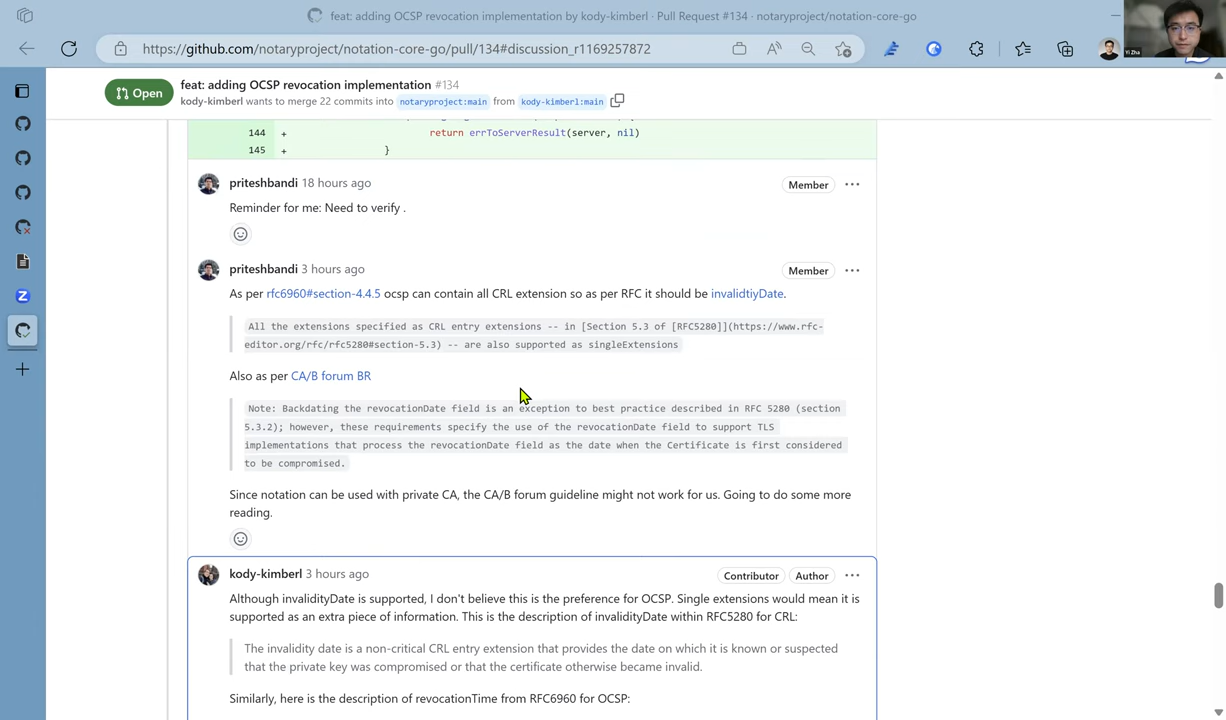 feat: adding OCSP revocation implementation by kody-kimberl · Pull Request #134 · notaryproject/notation-core-go
https://github.com/notaryproject/notation-core-go/pull/134#discussion_r1169257872
Yi Zha
Open
feat: adding OCSP revocation implementation #134
kody-kimberl wants to merge 22 commits into notaryproject:main from kody-kimberl:main
144 + return errToServerResult(server, nil)
145 + }
priteshbandi 18 hours ago Member
Reminder for me: Need to verify .
priteshbandi 3 hours ago Member
As per rfc6960#section-4.4.5 ocsp can contain all CRL extension so as per RFC it should be invalidtiyDate.
All the extensions specified as CRL entry extensions -- in [Section 5.3 of [RFC5280]](https://www.rfc-
editor.org/rfc/rfc5280#section-5.3) -- are also supported as singleExtensions
Also as per CA/B forum BR
Note: Backdating the revocationDate field is an exception to best practice described in RFC 5280 (section
5.3.2); however, these requirements specify the use of the revocationDate field to support TLS
implementations that process the revocationDate field as the date when the Certificate is first considered
to be compromised.
Since notation can be used with private CA, the CA/B forum guideline might not work for us. Going to do some more
reading.
kody-kimberl 3 hours ago Contributor Author
Although invalidityDate is supported, I don't believe this is the preference for OCSP. Single extensions would mean it is
supported as an extra piece of information. This is the description of invalidityDate within RFC5280 for CRL:
The invalidity date is a non-critical CRL entry extension that provides the date on which it is known or suspected
that the private key was compromised or that the certificate otherwise became invalid.
Similarly, here is the description of revocationTime from RFC6960 for OCSP: